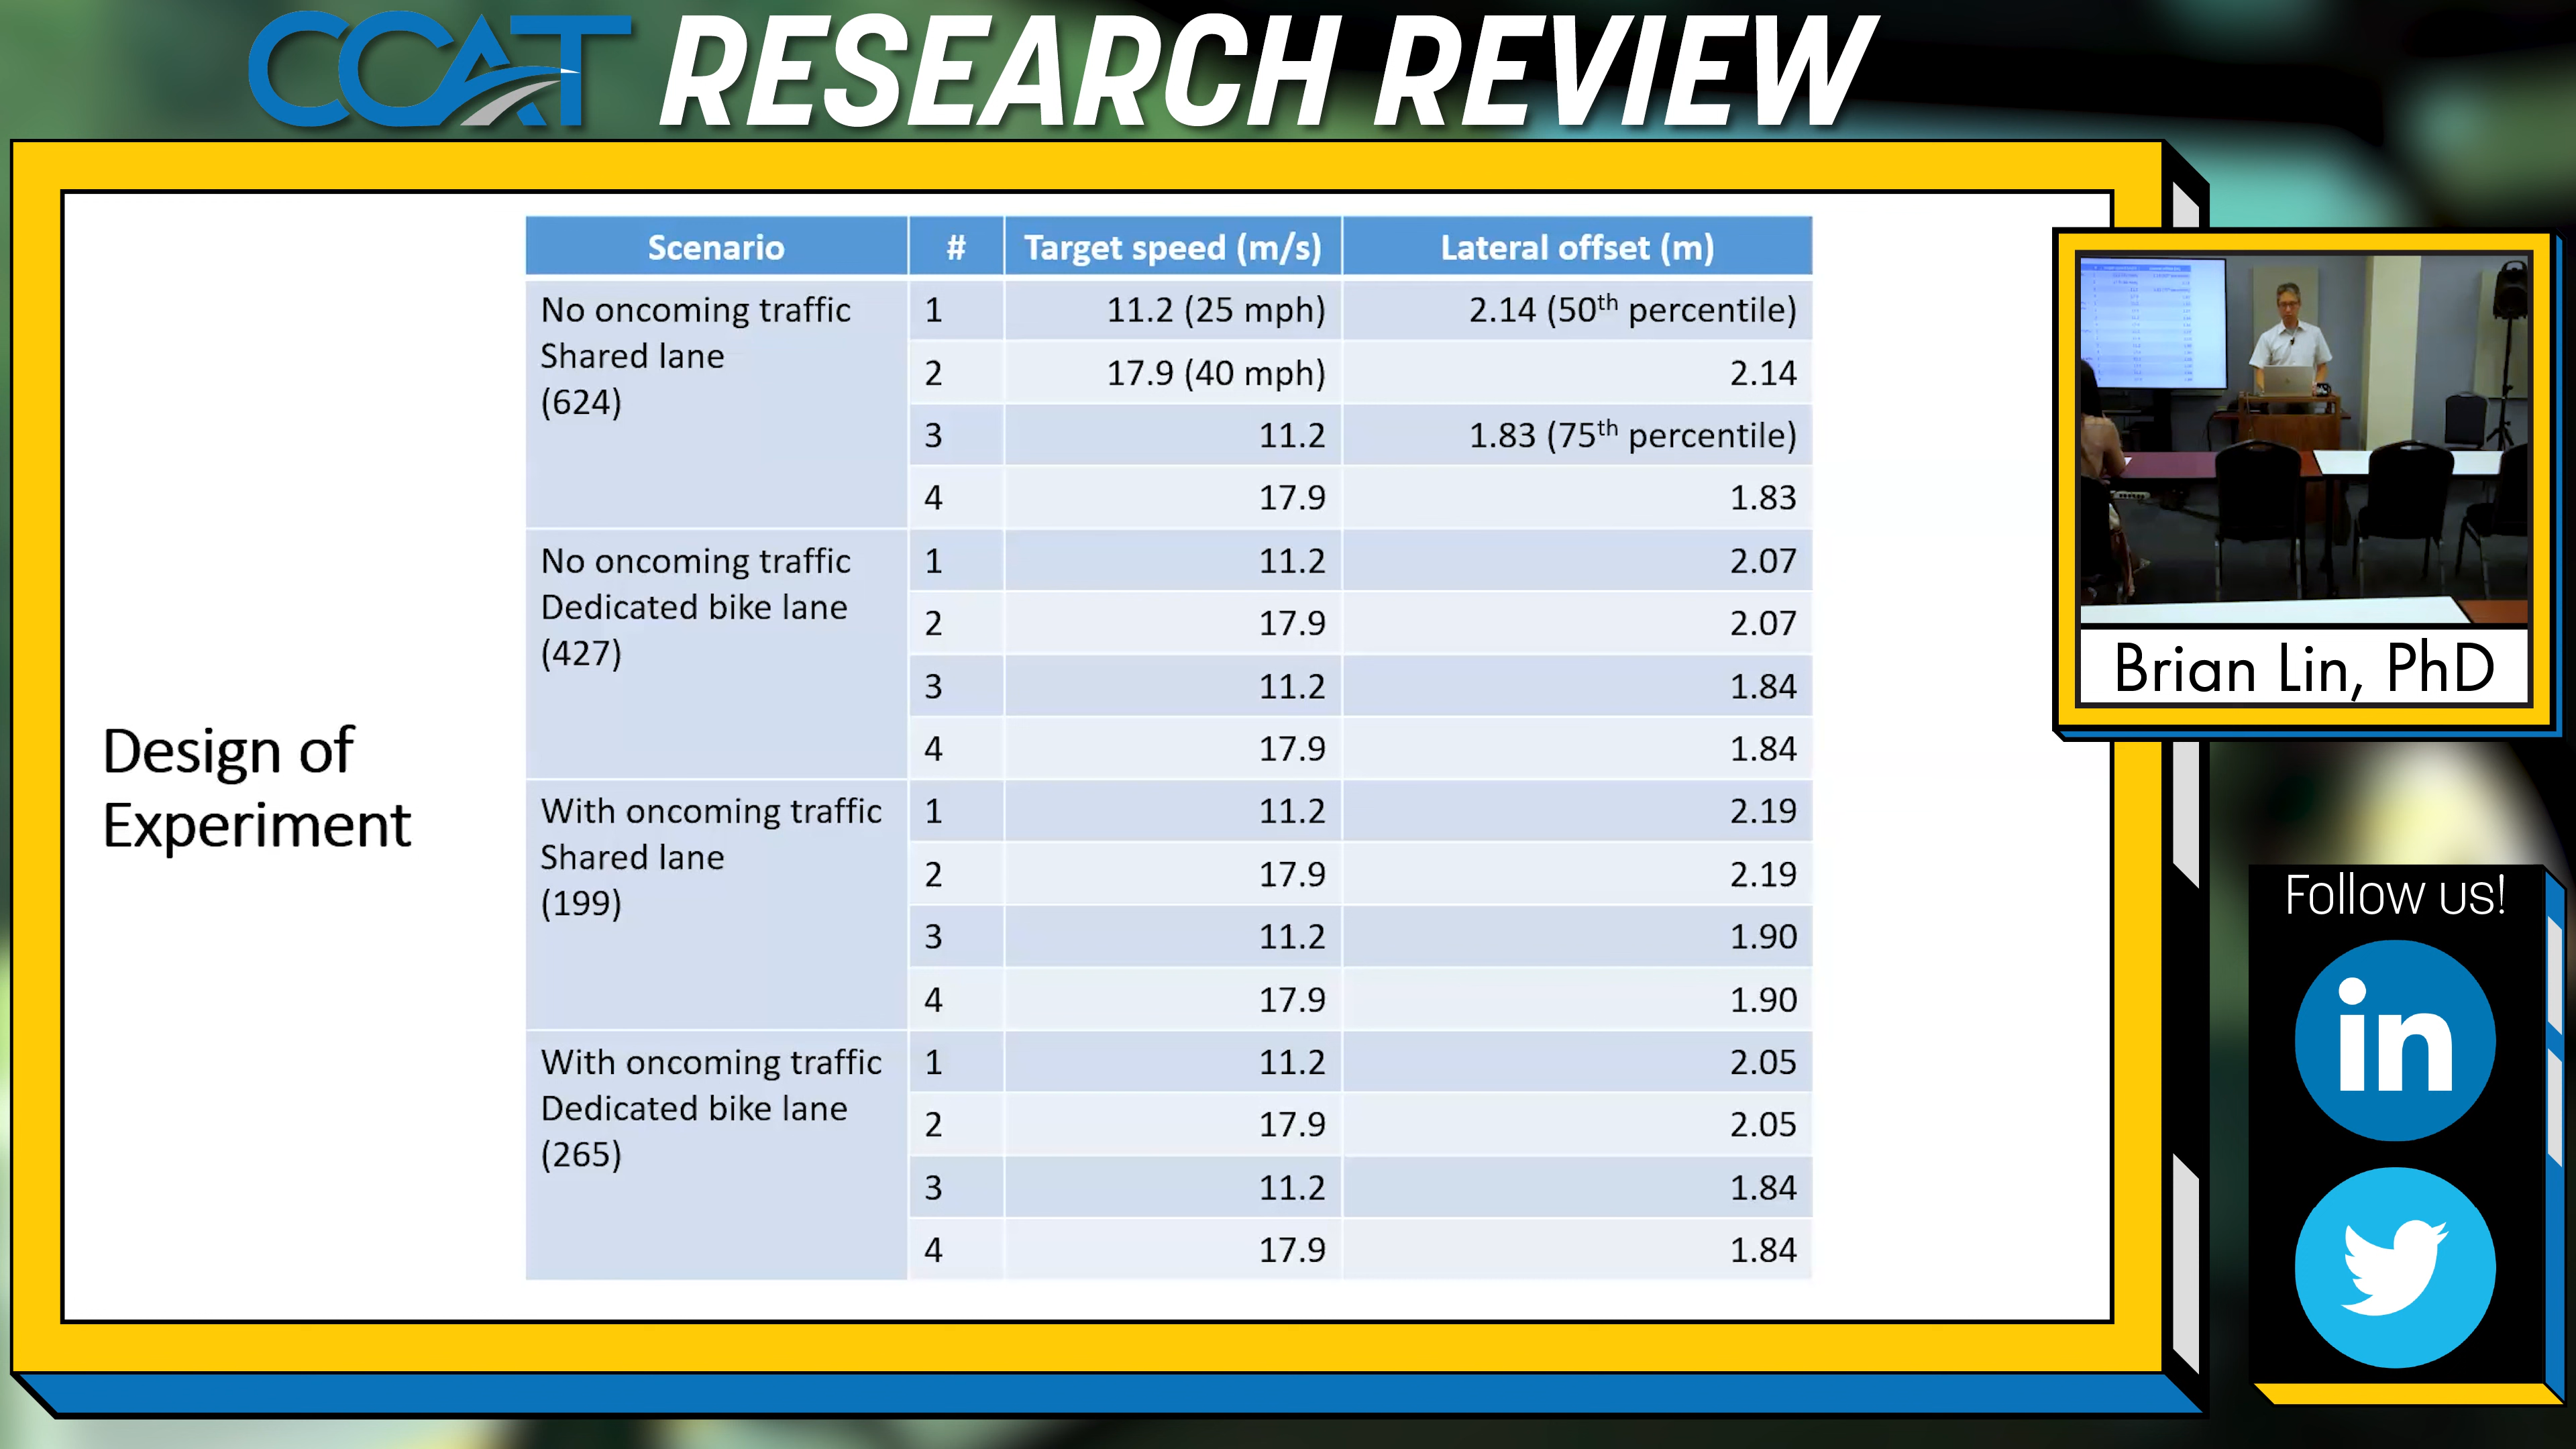 CCAT RESEARCH REVIEW
Design of
Experiment
Scenario # Target speed (m/s) Lateral offset (m)
No oncoming traffic
Shared lane
(624)
1 11.2 (25 mph) 2.14 (50th percentile)
2 17.9 (40 mph) 2.14
3 11.2 1.83 (75th percentile)
4 17.9 1.83
No oncoming traffic
Dedicated bike lane
(427)
1 11.2 2.07
2 17.9 2.07
3 11.2 1.84
4 17.9 1.84
With oncoming traffic
Shared lane
(199)
1 11.2 2.19
2 17.9 2.19
3 11.2 1.90
4 17.9 1.90
With oncoming traffic
Dedicated bike lane
(265)
1 11.2 2.05
2 17.9 2.05
3 11.2 1.84
4 17.9 1.84
Brian Lin, PhD
Follow us!
in